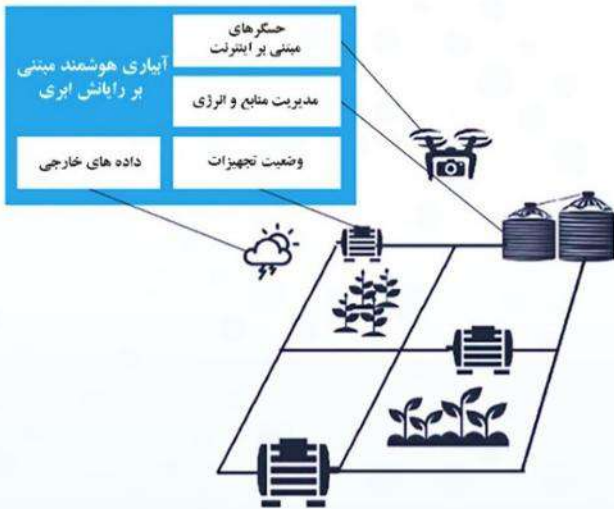 آبیاری هوشمند مبتنی
بر رایانش ابری
حسگرهای
مبتنی بر اینترنت
مدیریت منابع و انرژی
وضعیت تجهیزات
داده های خارجی